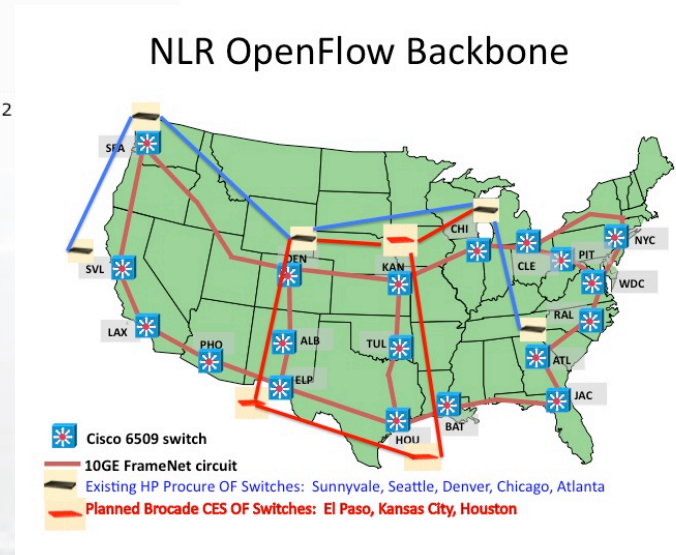 NLR OpenFlow Backbone
2
SEA
CHI
NYC
DEN
KAN
CLE
PIT
SVL
WDC
RAL
LAX
PHO
ALB
TUL
ATL
ELP
JAC
HOU
BAT
Cisco 6509 switch
10GE FrameNet circuit
Existing HP Procure OF Switches: Sunnyvale, Seattle, Denver, Chicago, Atlanta
Planned Brocade CES OF Switches: El Paso, Kansas City, Houston